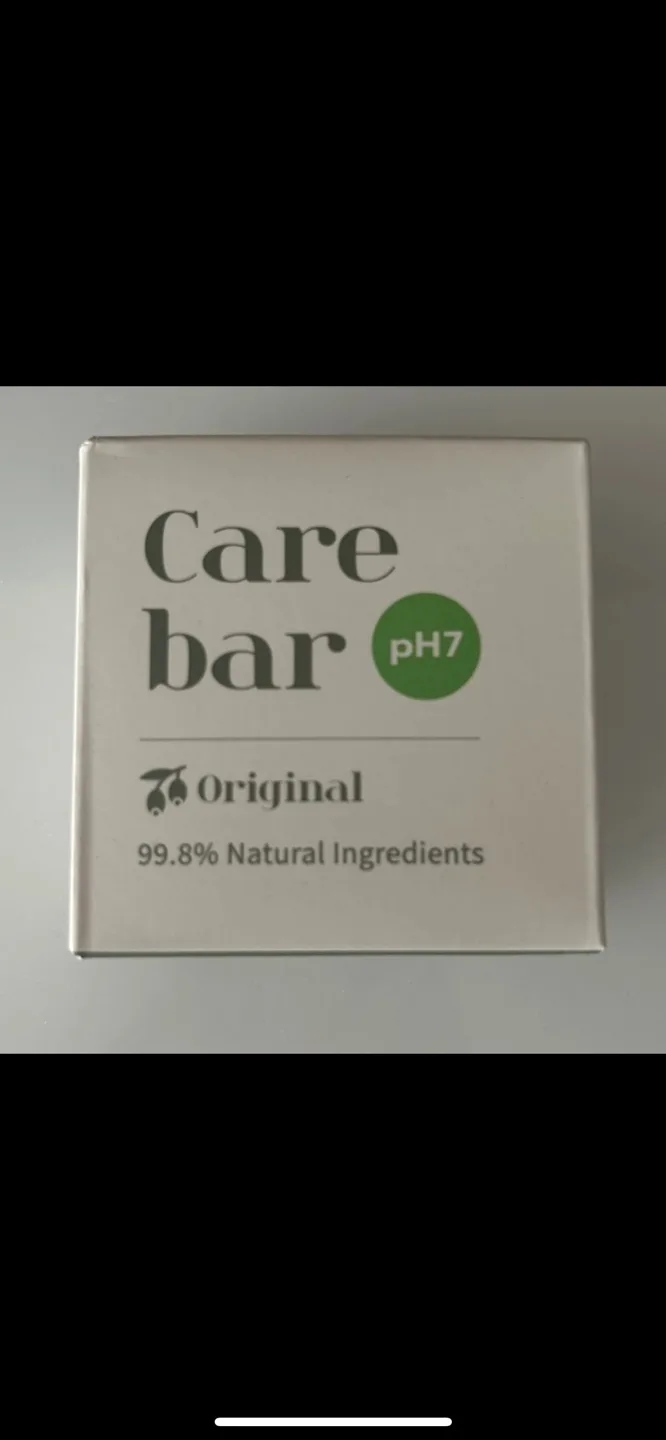 Care
bar pH7
Original
99.8% Natural Ingredients